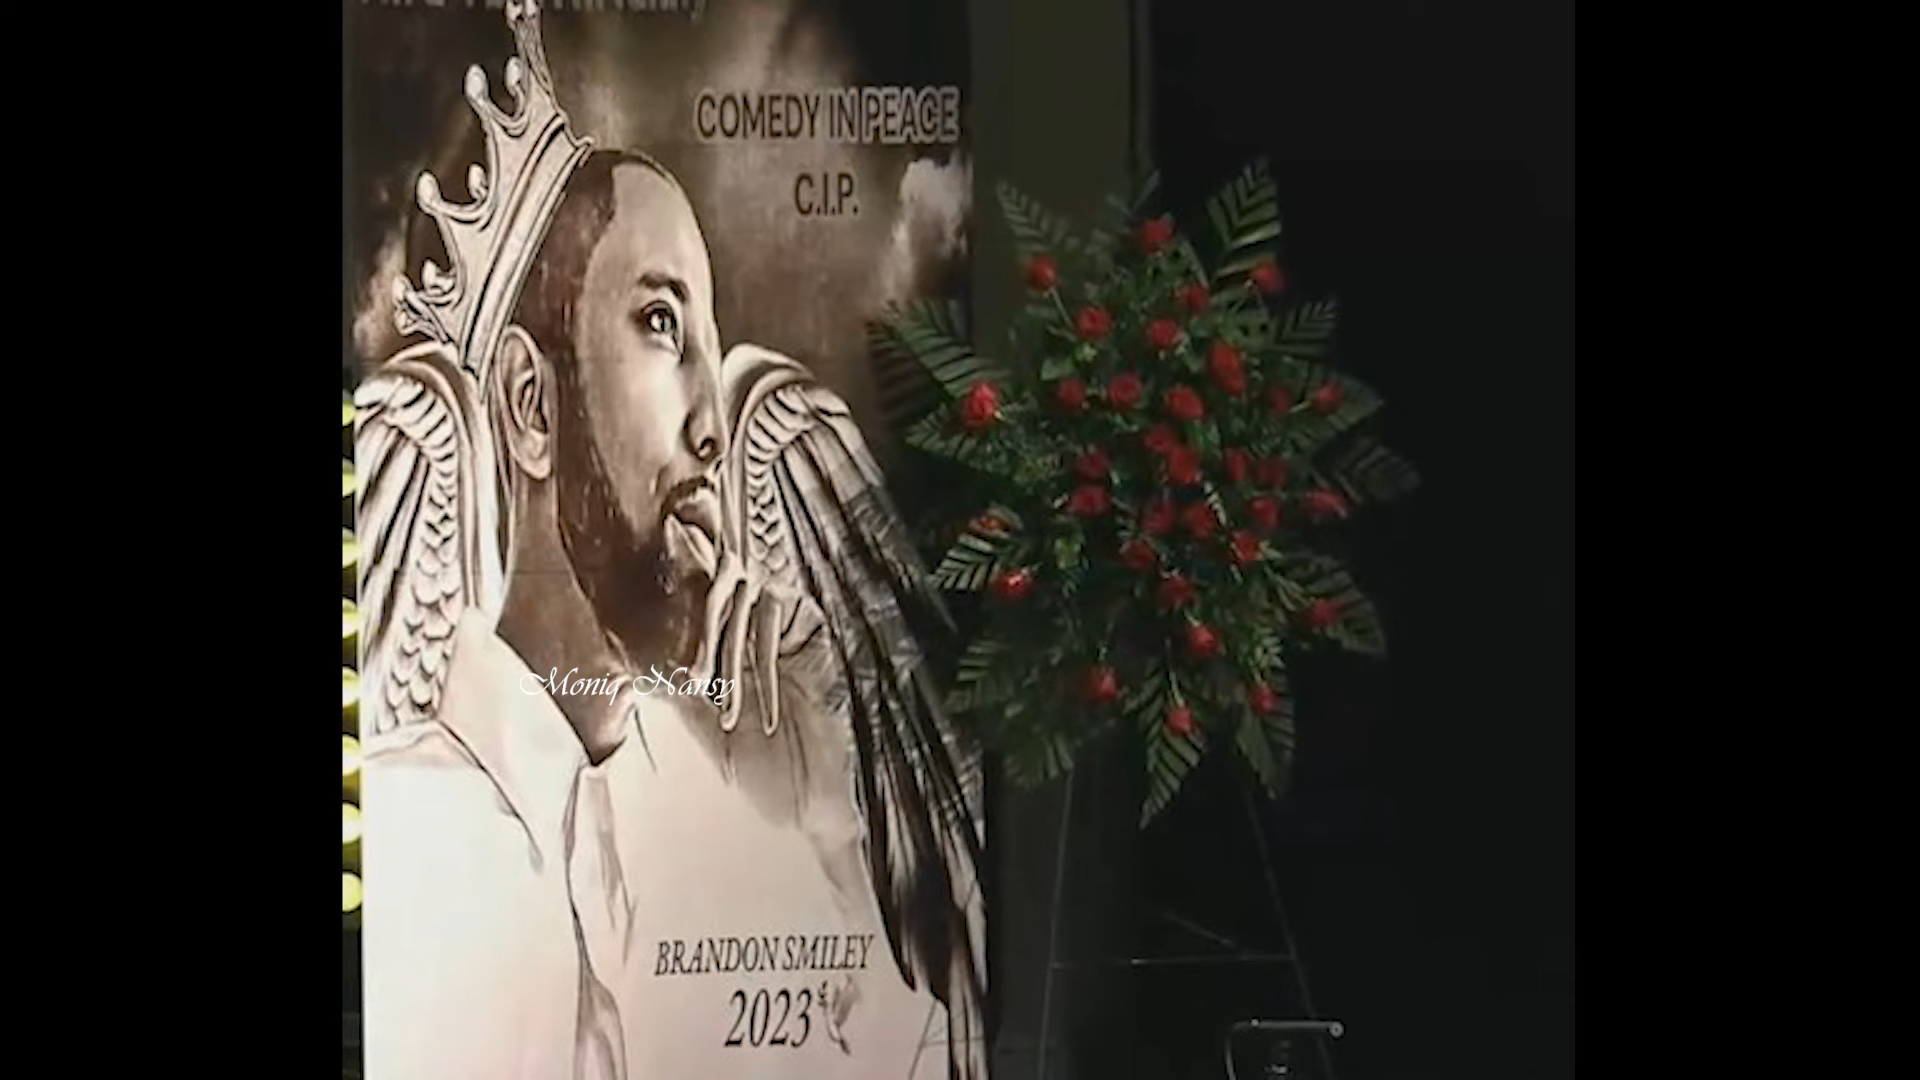 COMEDY IN PEACE
C.I.P.
Moniq Nansy
BRANDON SMILEY
2023